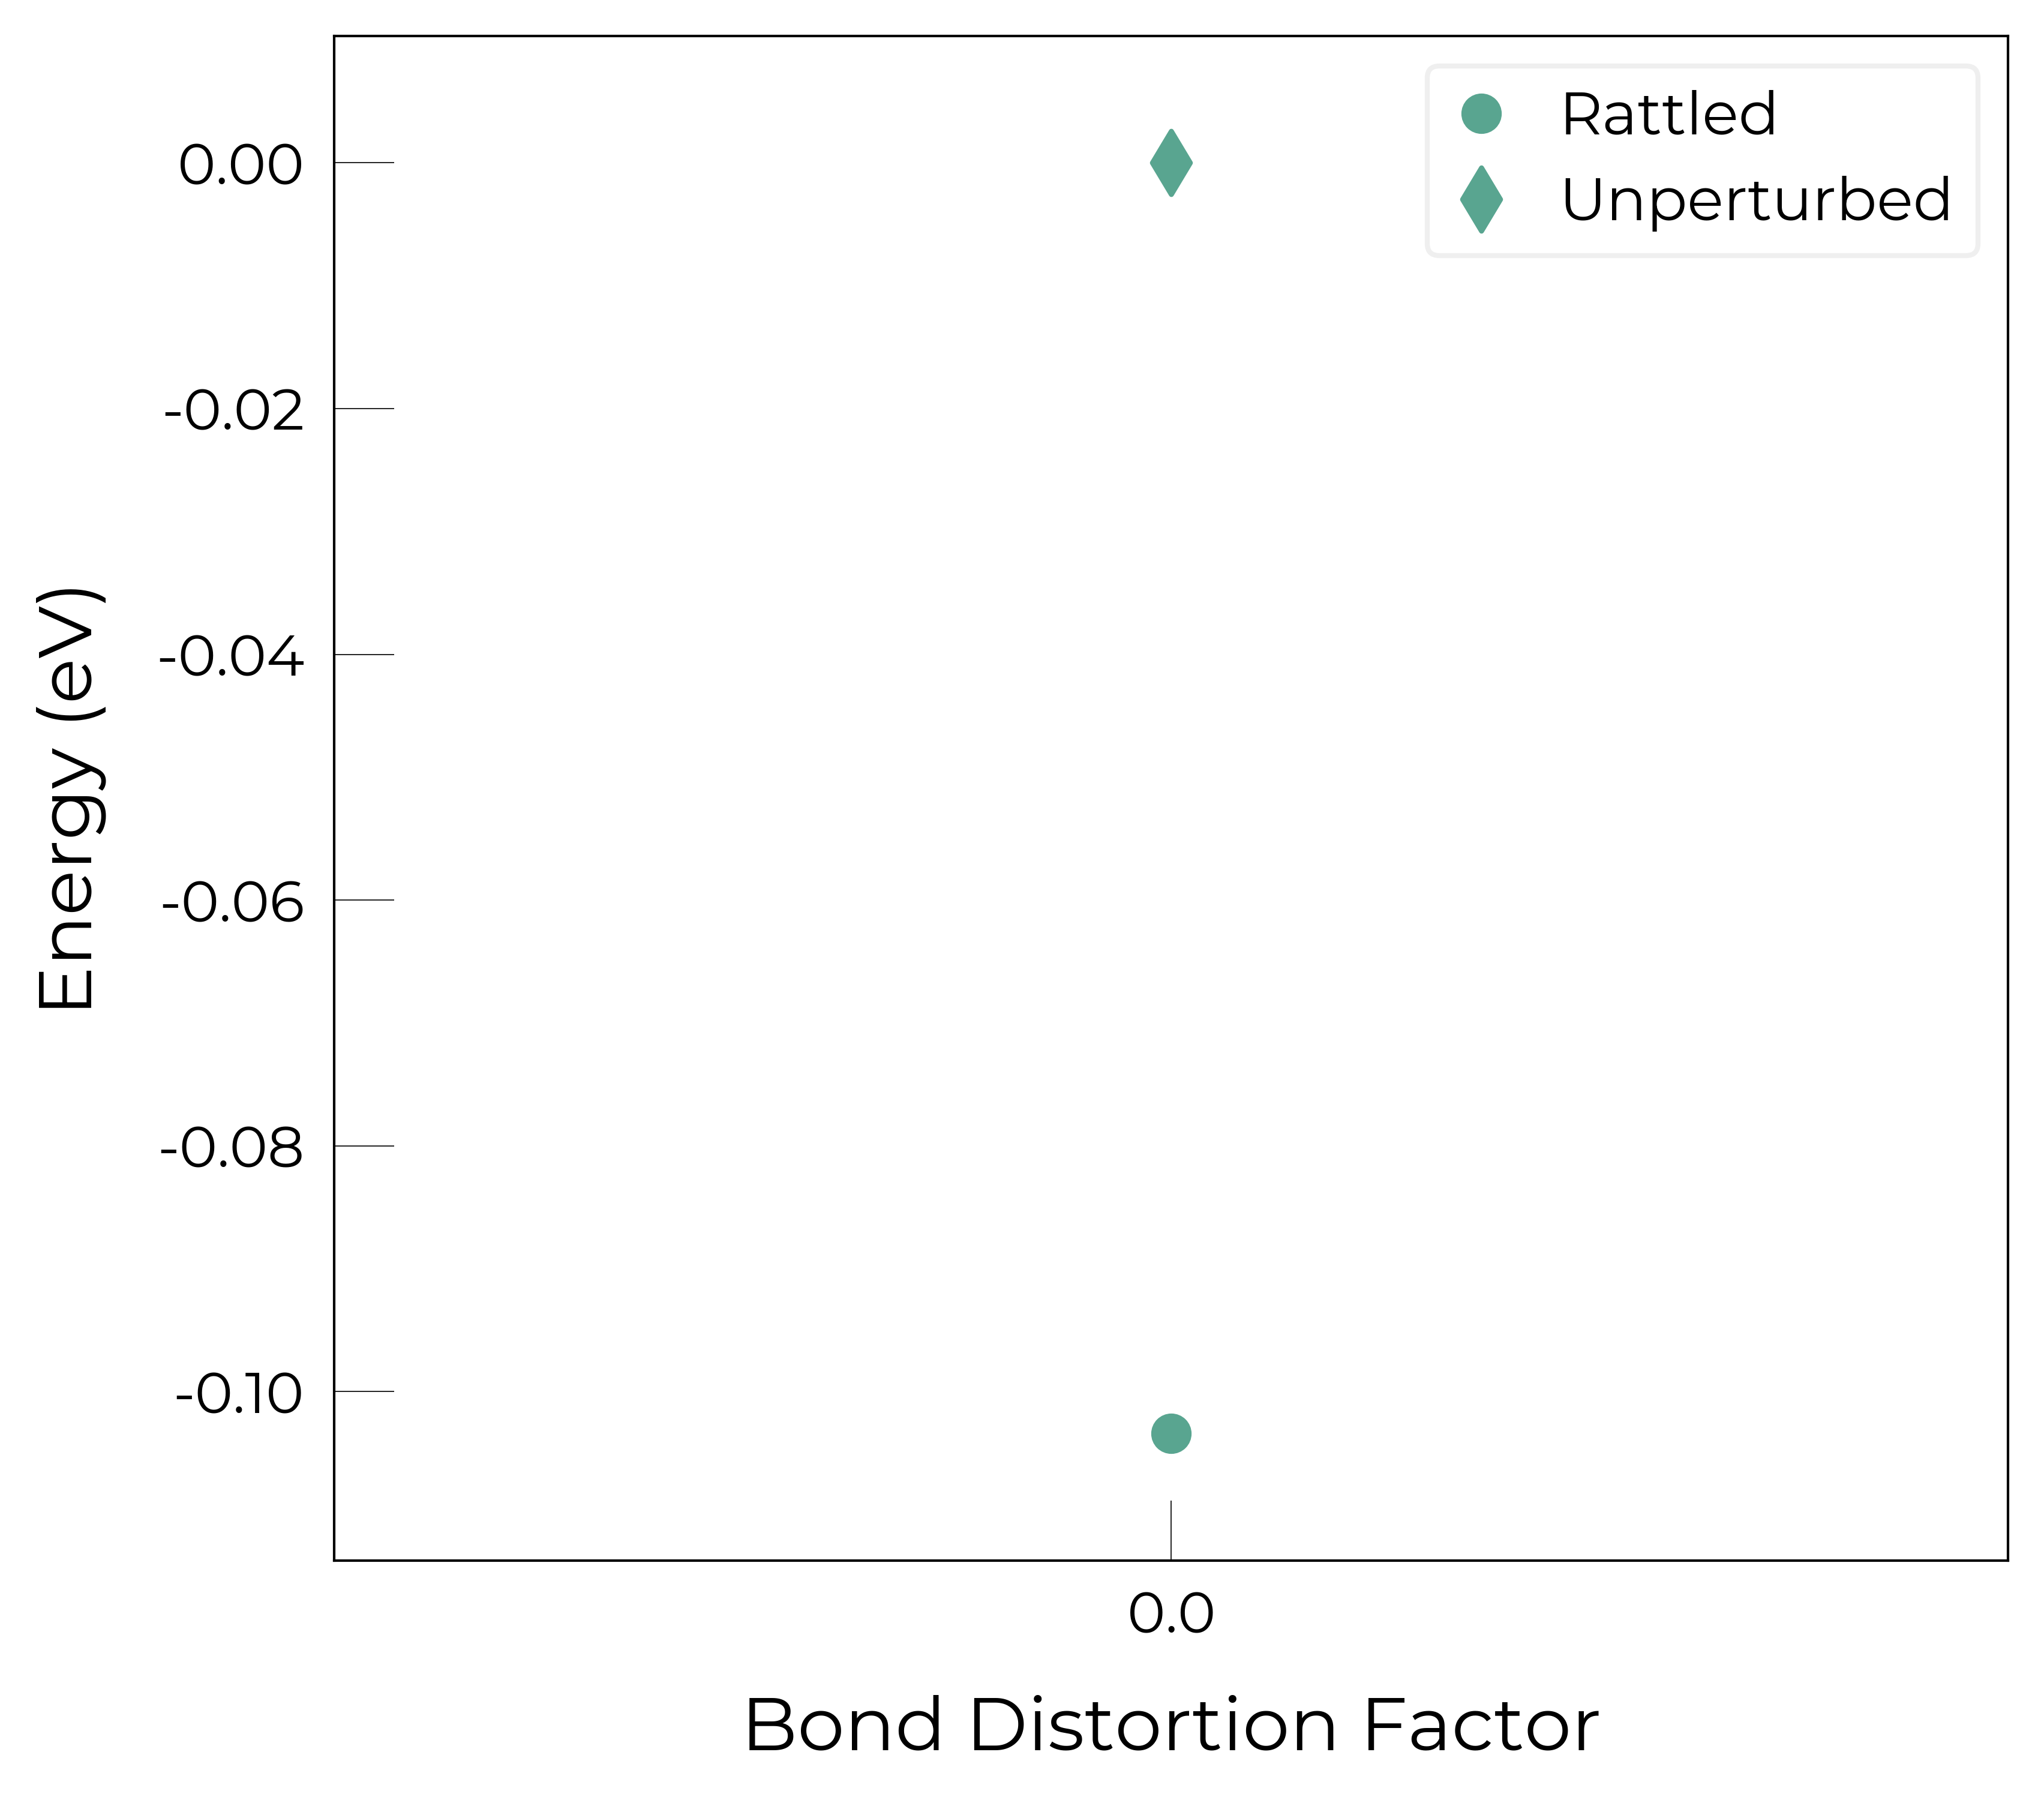 Rattled
Unperturbed
0.00
-0.02
-0.04
-0.06
-0.08
-0.10
Energy (eV)
0.0
Bond Distortion Factor